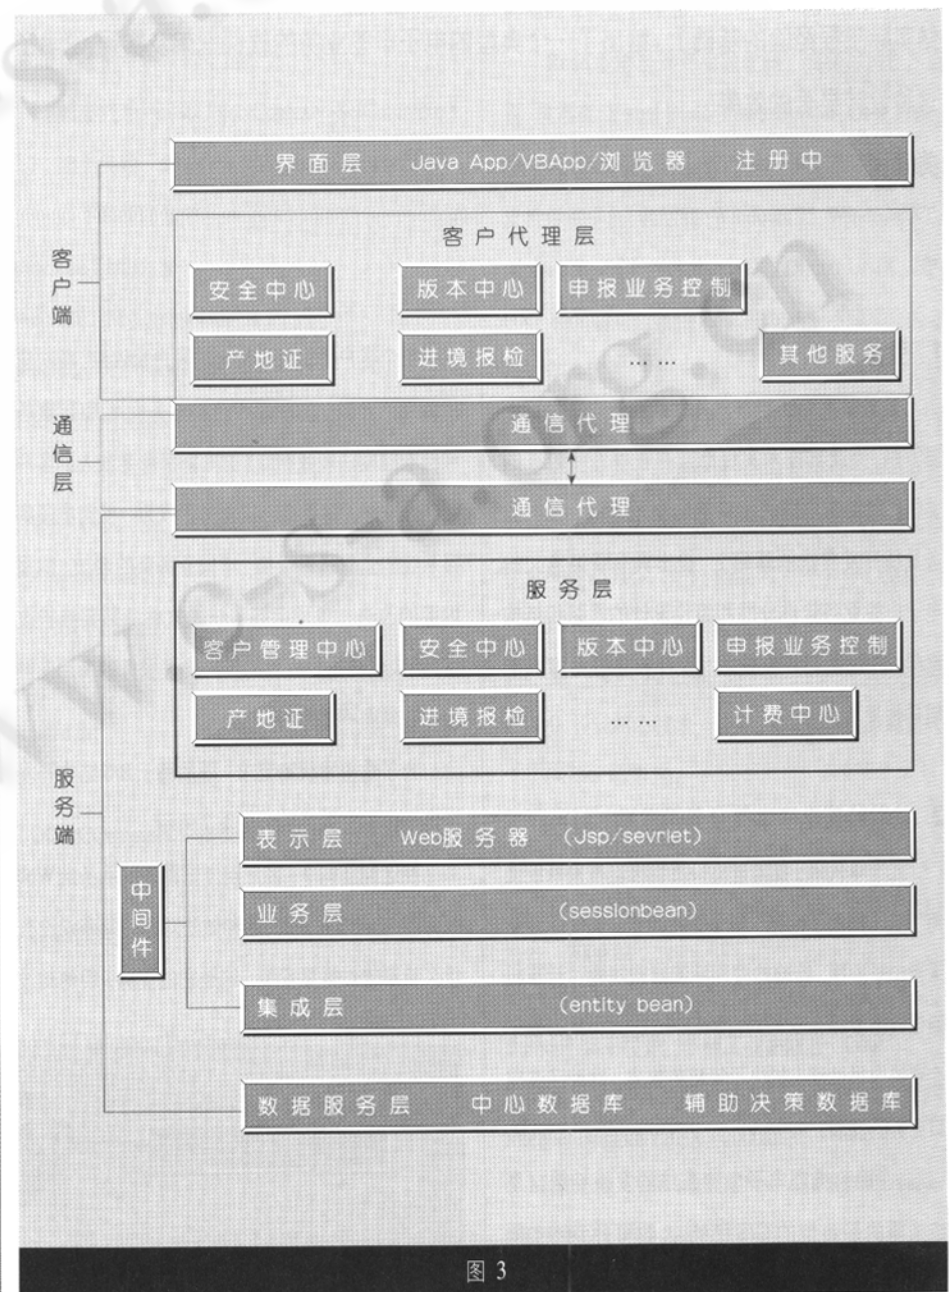 界面层 Java App/VBApp/浏览器 注册中
客户端
客户代理层
安全中心 版本中心 申报业务控制
产地证 进境报检 …… 其他服务
通信层
通信代理
通信代理
服务层
客户管理中心 安全中心 版本中心 申报业务控制
产地证 进境报检 …… 计费中心
服务端
中间件
表示层 Web服务器 (Jsp/sevrlet)
业务层 (sessionbean)
集成层 (entity bean)
数据服务层 中心数据库 辅助决策数据库
图 3
www.c-s-a.org.cn